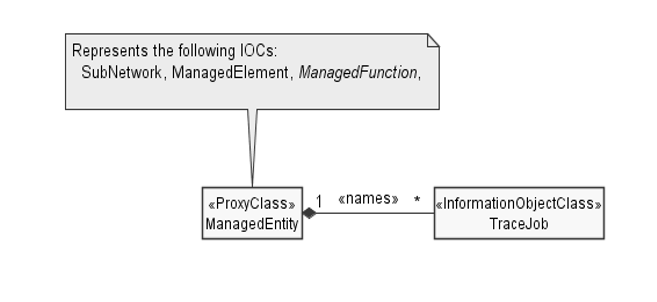 Represents the following IOCs:
SubNetwork, ManagedElement, ManagedFunction,
«ProxyClass»
ManagedEntity
1 «names» *
«InformationObjectClass»
TraceJob